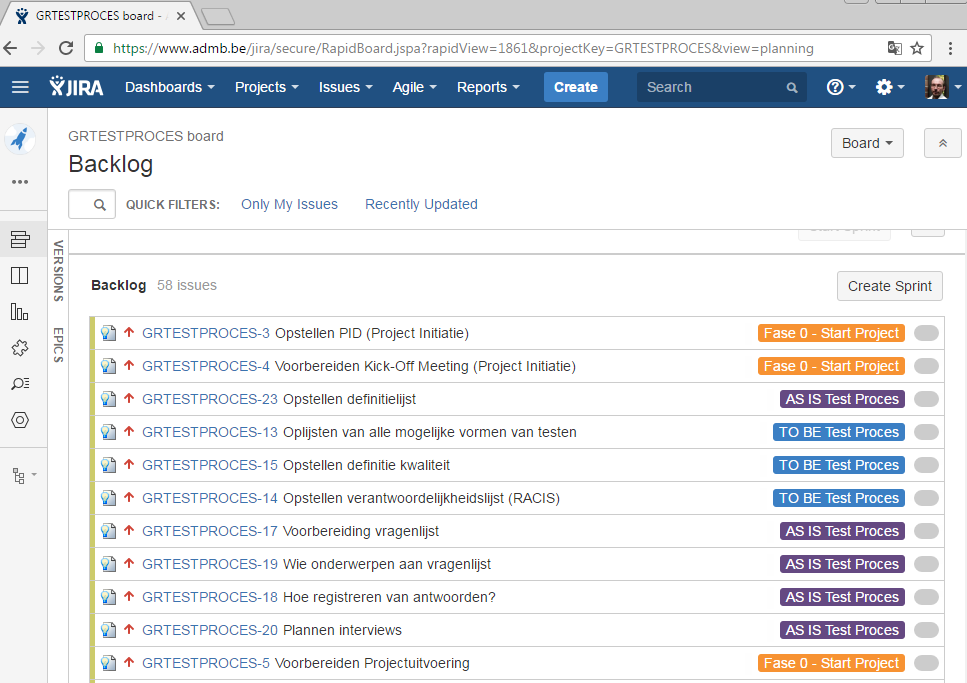 GRTESTPROCES board -
https://www.admb.be/jira/secure/RapidBoard.jspa?rapidView=1861&projectKey=GRTESTPROCES&view=planning
JIRA Dashboards Projects Issues Agile Reports Create Search
GRTESTPROCES board
Board
Backlog
QUICK FILTERS: Only My Issues Recently Updated
VERSIONS
EPICS
Start Sprint
Backlog 58 issues
Create Sprint
GRTESTPROCES-3 Opstellen PID (Project Initiatie) Fase 0 - Start Project
GRTESTPROCES-4 Voorbereiden Kick-Off Meeting (Project Initiatie) Fase 0 - Start Project
GRTESTPROCES-23 Opstellen definitielijst AS IS Test Proces
GRTESTPROCES-13 Oplijsten van alle mogelijke vormen van testen TO BE Test Proces
GRTESTPROCES-15 Opstellen definitie kwaliteit TO BE Test Proces
GRTESTPROCES-14 Opstellen verantwoordelijkheidslijst (RACIS) TO BE Test Proces
GRTESTPROCES-17 Voorbereiding vragenlijst AS IS Test Proces
GRTESTPROCES-19 Wie onderwerpen aan vragenlijst AS IS Test Proces
GRTESTPROCES-18 Hoe registreren van antwoorden? AS IS Test Proces
GRTESTPROCES-20 Plannen interviews AS IS Test Proces
GRTESTPROCES-5 Voorbereiden Projectuitvoering Fase 0 - Start Project